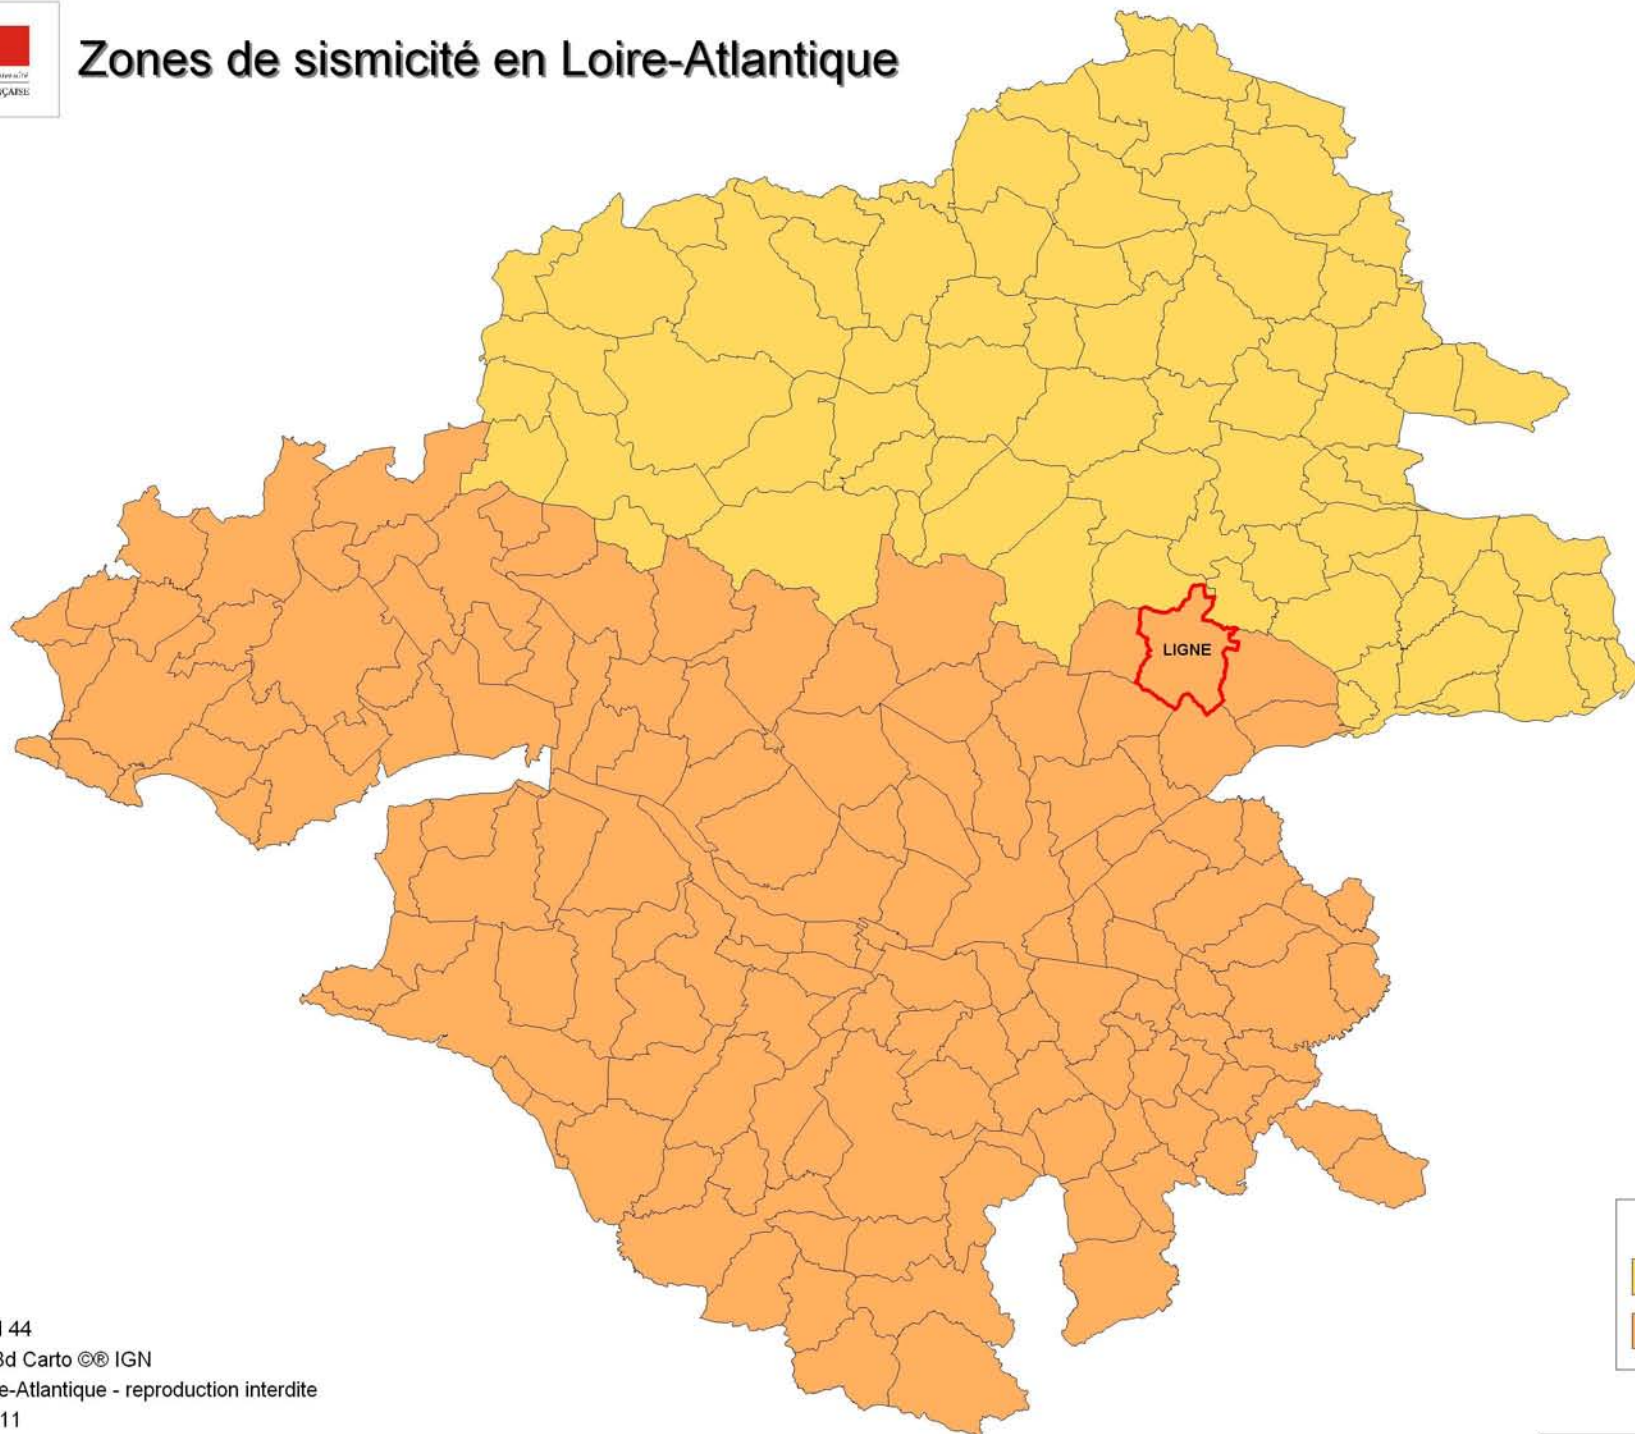 Zones de sismicité en Loire-Atlantique
LIGNE
44
3d Carto ©® IGN
e-Atlantique - reproduction interdite
11